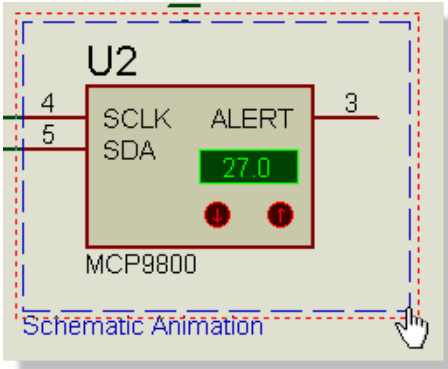 U2
4 SCLK ALERT 3
5 SDA
27.0
MCP9800
Schematic Animation